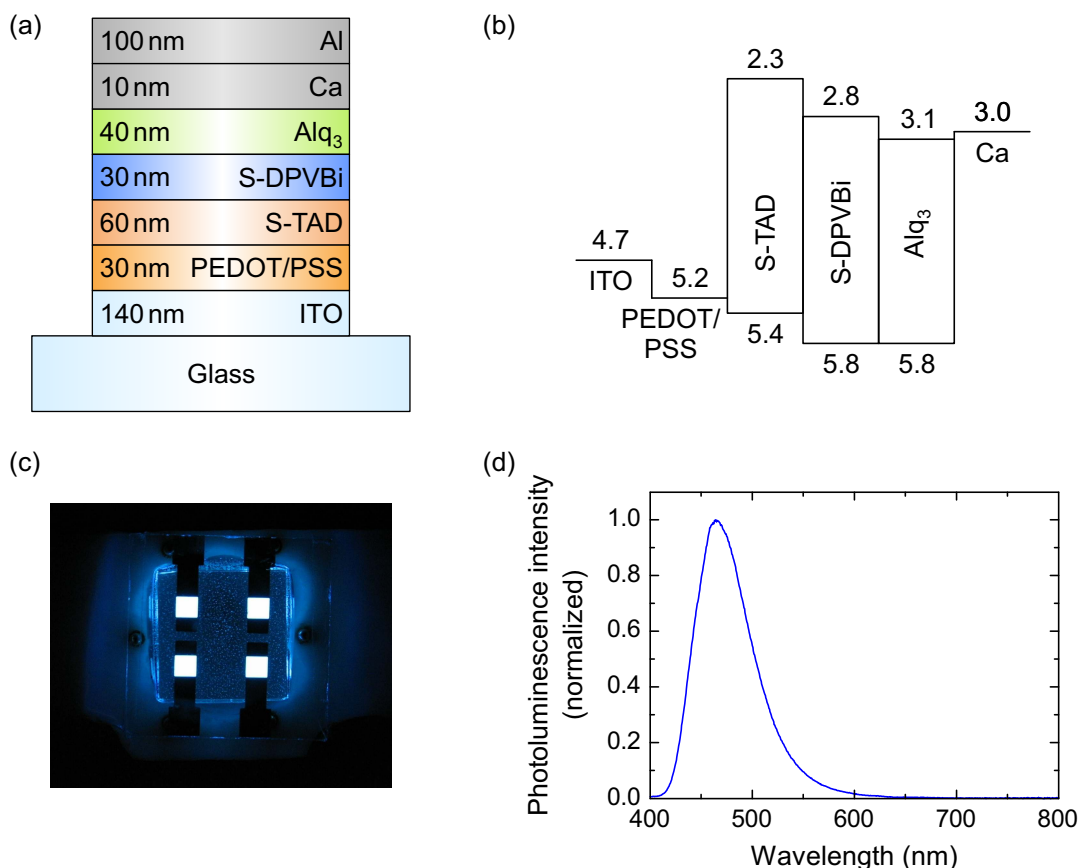 (a)
100 nm Al
10 nm Ca
40 nm Alq₃
30 nm S-DPVBi
60 nm S-TAD
30 nm PEDOT/PSS
140 nm ITO
Glass
(b)
2.3
2.8
3.1
3.0
Ca
S-TAD
S-DPVBi
Alq₃
4.7
ITO
5.2
PEDOT/
PSS
5.4
5.8
5.8
(c)
(d)
Photoluminescence intensity
(normalized)
1.0
0.8
0.6
0.4
0.2
0.0
400 500 600 700 800
Wavelength (nm)